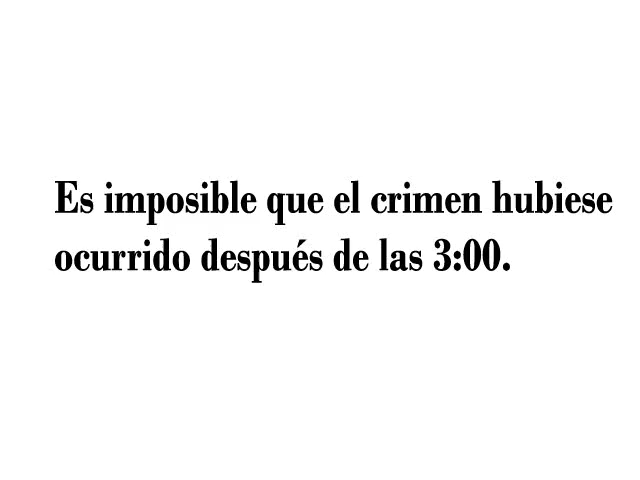 Es imposible que el crimen hubiese
ocurrido después de las 3:00.